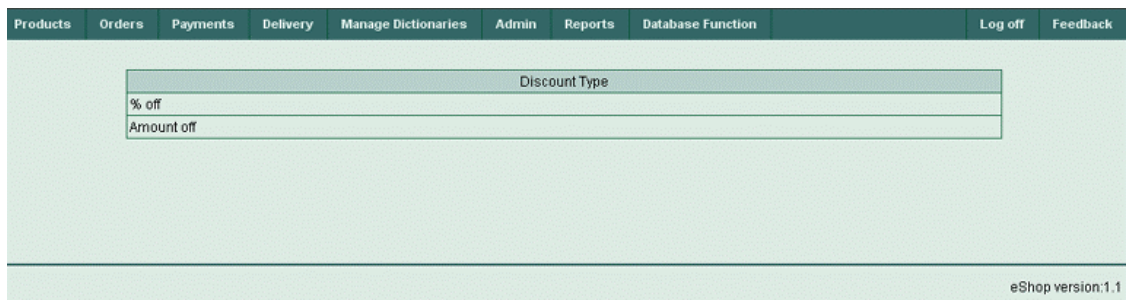 Products Orders Payments Delivery Manage Dictionaries Admin Reports Database Function Log off Feedback
Discount Type
% off
Amount off
eShop version:1.1